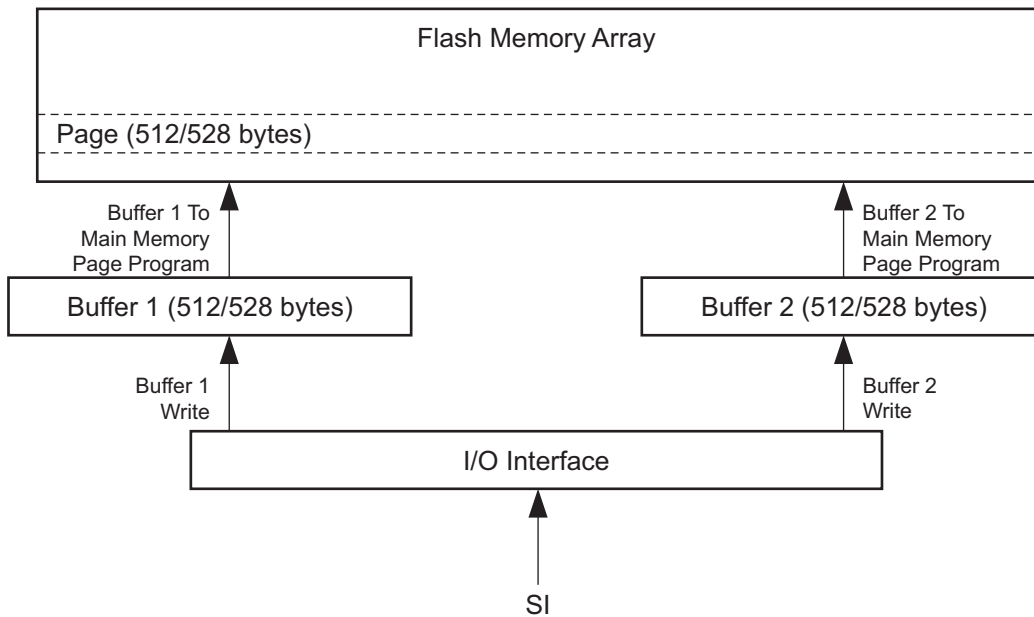 Flash Memory Array
Page (512/528 bytes)
Buffer 1 To
Main Memory
Page Program
Buffer 2 To
Main Memory
Page Program
Buffer 1 (512/528 bytes)
Buffer 2 (512/528 bytes)
Buffer 1
Write
Buffer 2
Write
I/O Interface
SI